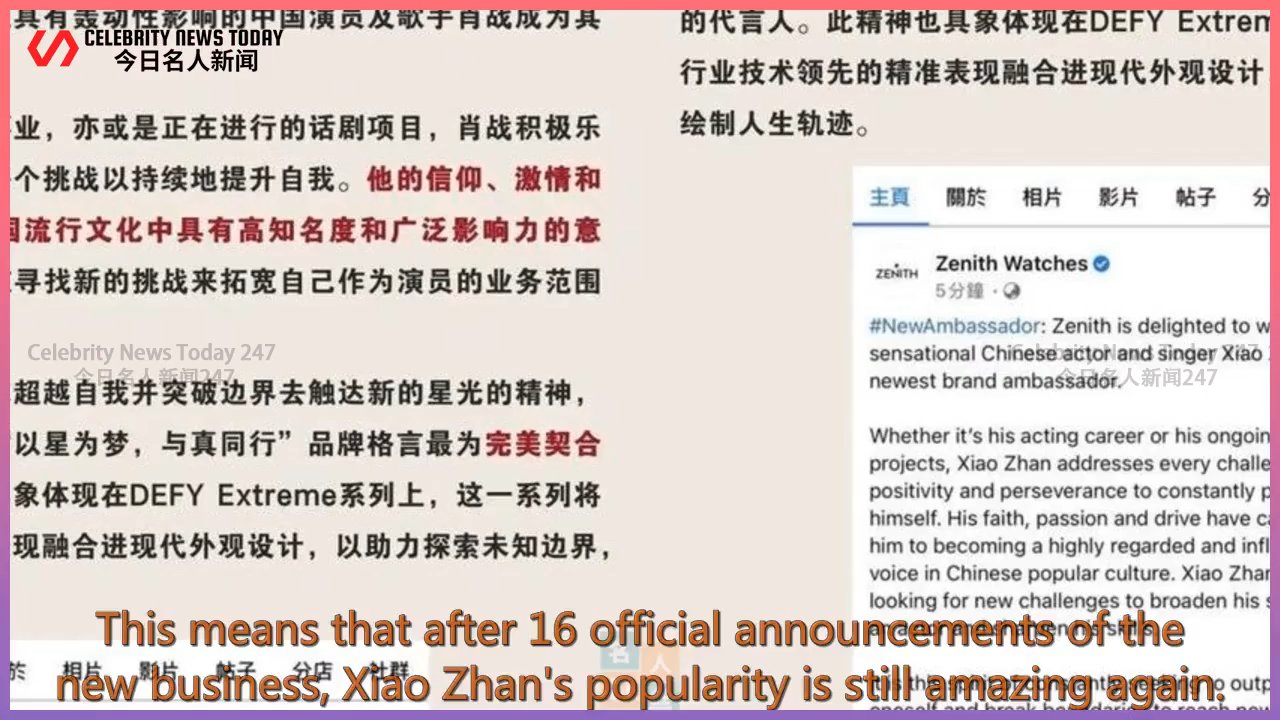 具有轰动性影响的中国演员及歌手肖战成为其
CELEBRITY NEWS TODAY
今日名人新闻
业，亦或是正在进行的话剧项目，肖战积极乐
个挑战以持续地提升自我。他的信仰、激情和
国流行文化中具有高知名度和广泛影响力的意
寻找新的挑战来拓宽自己作为演员的业务范围
Celebrity News Today 247
今日名人新闻247
超越自我并突破边界去触达新的星光的精神，
以星为梦，与真同行”品牌格言最为完美契合
象体现在DEFY Extreme系列上，这一系列将
现融合进现代外观设计，以助力探索未知边界，
於 相片 影片 帖子 分店 社群
的代言人。此精神也具象体现在DEFY Extrem
行业技术领先的精准表现融合进现代外观设计
绘制人生轨迹。
主頁 關於 相片 影片 帖子 分
ZENITH
Zenith Watches
5分鐘 ·
#NewAmbassador: Zenith is delighted to w
sensational Chinese actor and singer Xiao
newest brand ambassador.
今日名人新闻247
Whether it's his acting career or his ongoin
projects, Xiao Zhan addresses every challe
positivity and perseverance to constantly p
himself. His faith, passion and drive have ca
him to becoming a highly regarded and infl
voice in Chinese popular culture. Xiao Zhan
looking for new challenges to broaden his s
名人
This means that after 16 official announcements of the
new business, Xiao Zhan's popularity is still amazing again.